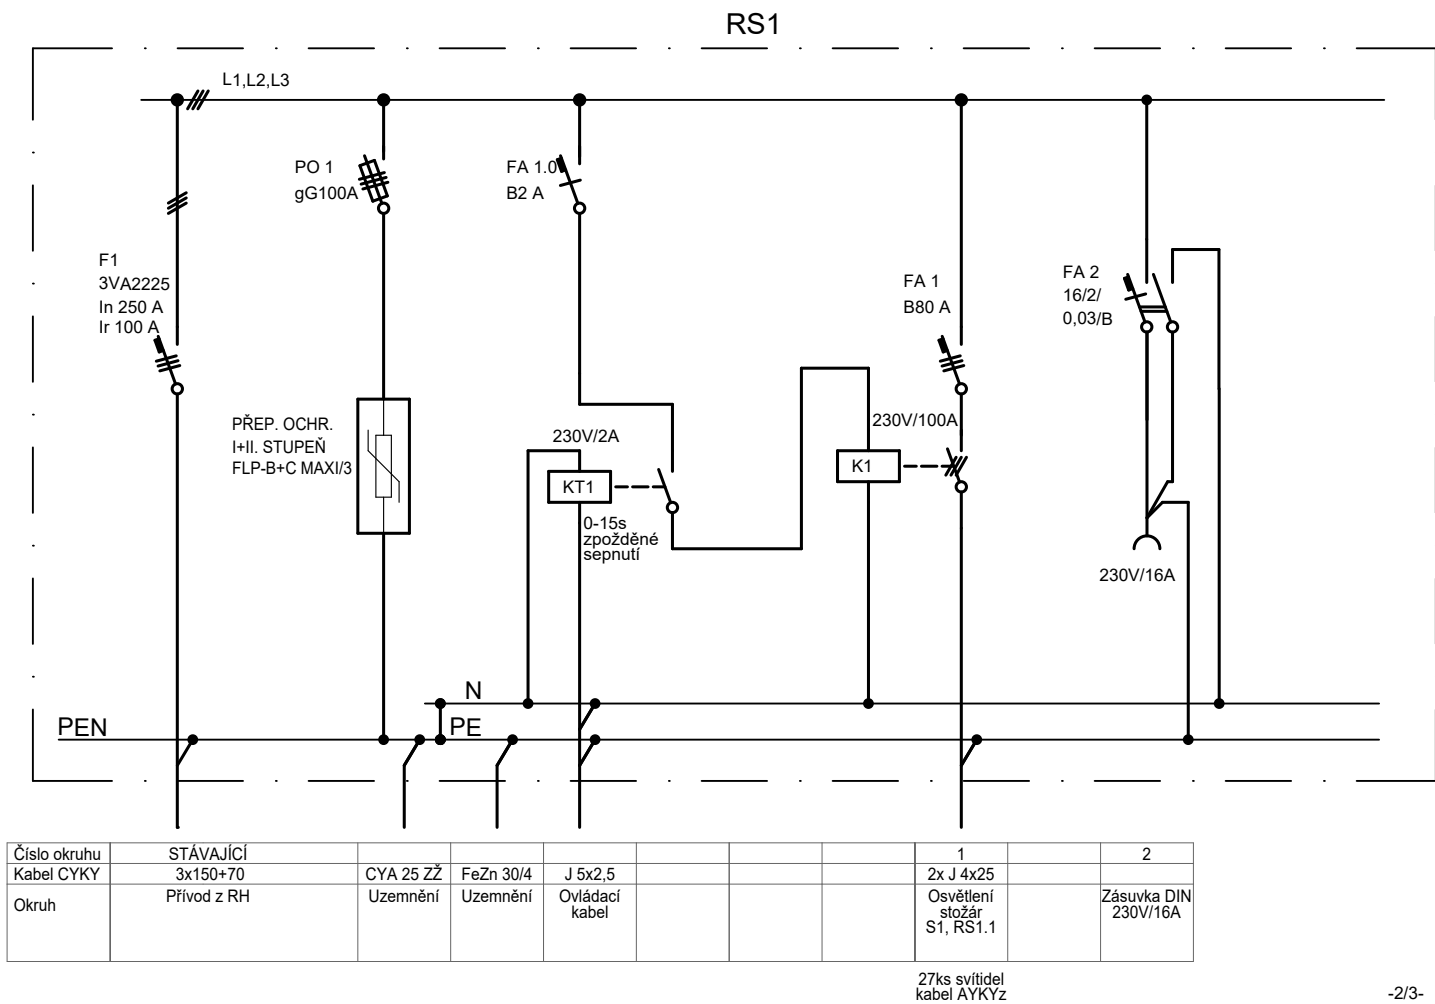 RS1
L1,L2,L3
PO 1
gG100A
FA 1.0
B2 A
F1
3VA2225
In 250 A
Ir 100 A
FA 1
B80 A
FA 2
16/2/
0,03/B
PŘEP. OCHR.
I+II. STUPEŇ
FLP-B+C MAXI/3
230V/2A
KT1
0-15s
zpožděné
sepnutí
230V/100A
K1
230V/16A
N
PEN
PE
Číslo okruhu STÁVAJÍCÍ 1 2
Kabel CYKY 3x150+70 CYA 25 ZŽ FeZn 30/4 J 5x2,5 2x J 4x25
Okruh Přívod z RH Uzemnění Uzemnění Ovládací kabel Osvětlení stožár S1, RS1.1 Zásuvka DIN 230V/16A
27ks svítidel
kabel AYKYz
-2/3-